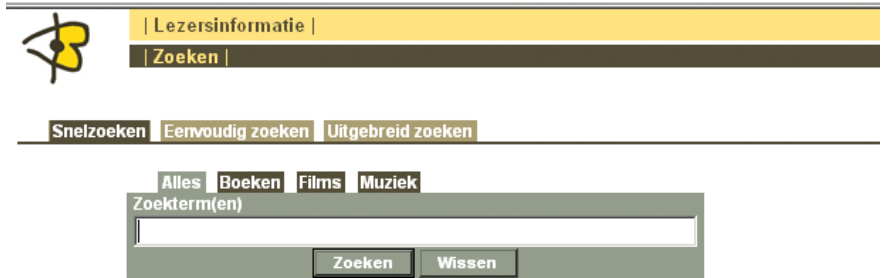 | Lezersinformatie |
| Zoeken |
Snelzoeken Eenvoudig zoeken Uitgebreid zoeken
Alles Boeken Films Muziek
Zoekterm(en)
Zoeken Wissen